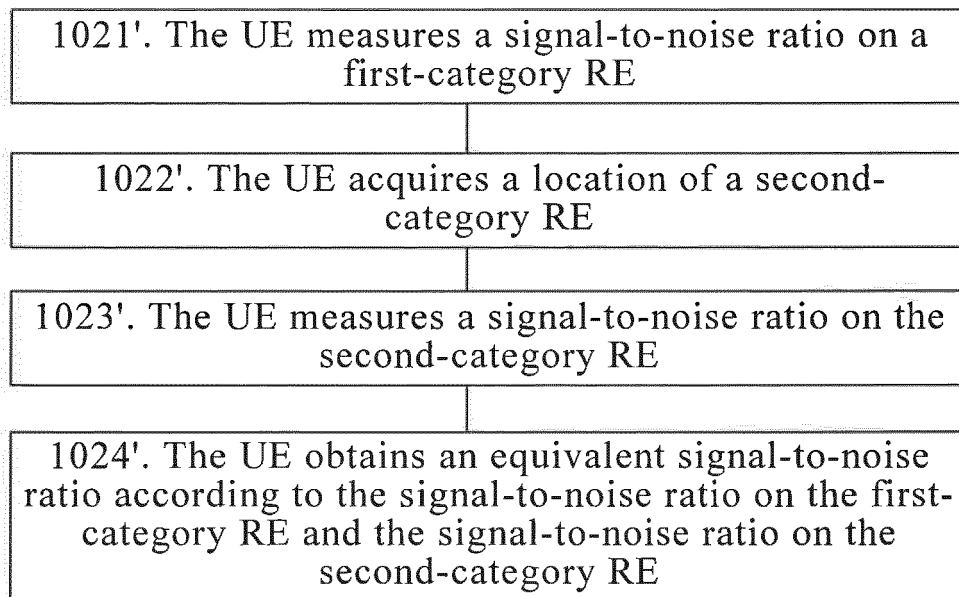 1021'. The UE measures a signal-to-noise ratio on a
first-category RE
1022'. The UE acquires a location of a second-
category RE
1023'. The UE measures a signal-to-noise ratio on the
second-category RE
1024'. The UE obtains an equivalent signal-to-noise
ratio according to the signal-to-noise ratio on the first-
category RE and the signal-to-noise ratio on the
second-category RE